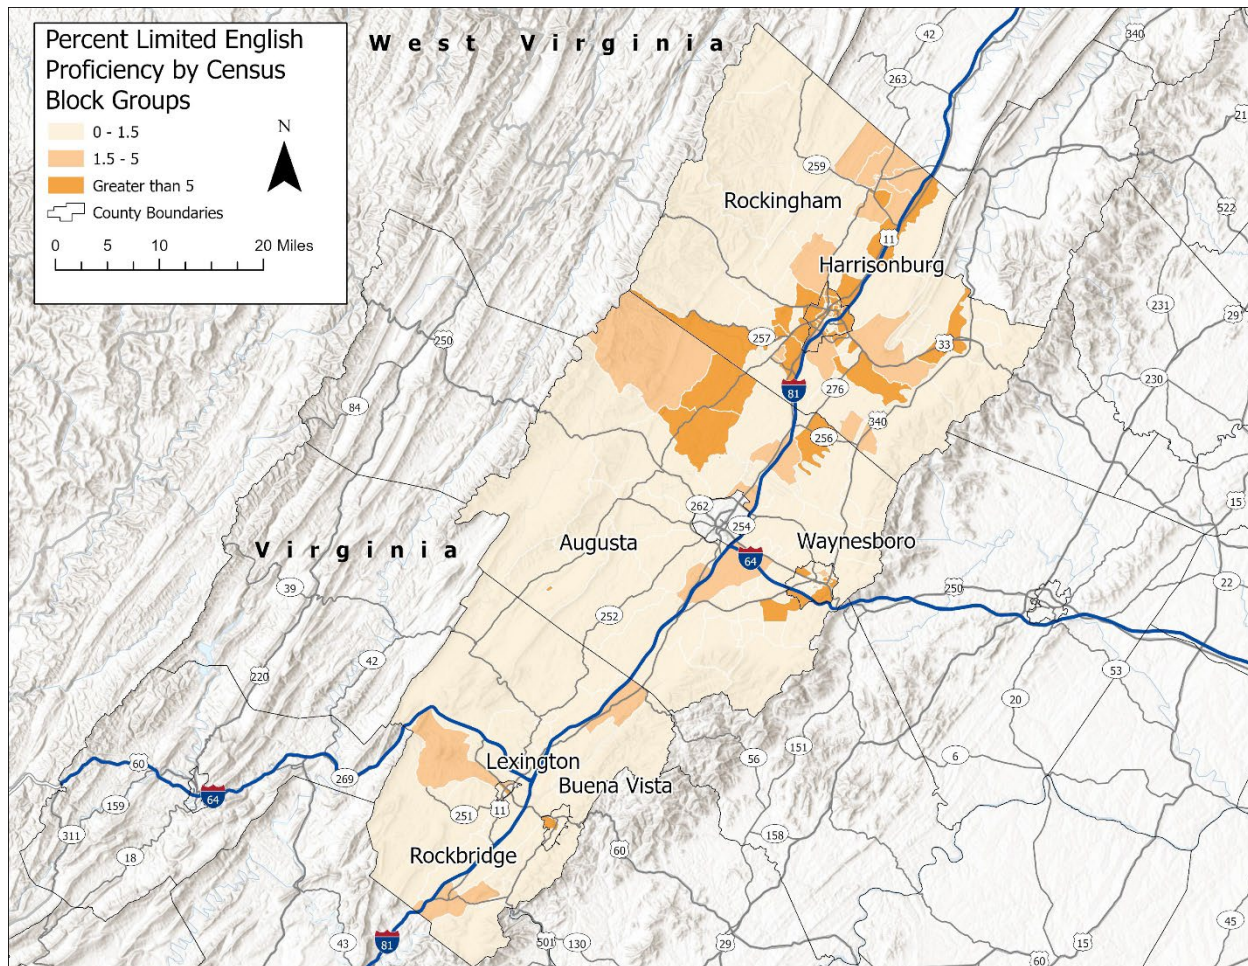 Percent Limited English
Proficiency by Census
Block Groups
0 - 1.5
1.5 - 5
Greater than 5
County Boundaries
0 5 10 20 Miles
N
West Virginia
Virginia
Rockingham
Harrisonburg
Augusta
Waynesboro
Lexington
Buena Vista
Rockbridge
42
340
263
21
259
522
11
231
29
250
257
33
276
81
230
84
340
256
15
262
254
64
39
250
22
252
42
53
220
20
56
151
6
60
269
64
159
251
11
311
158
18
60
45
43
81
501
130
29
15
60